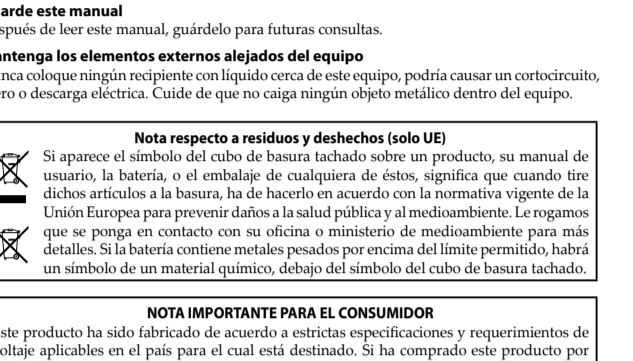 arde este manual
spués de leer este manual, guárdelo para futuras consultas.
antenga los elementos externos alejados del equipo
nca coloque ningún recipiente con líquido cerca de este equipo, podría causar un cortocircuito,
ero o descarga eléctrica. Cuide de que no caiga ningún objeto metálico dentro del equipo.
Nota respecto a residuos y deshechos (solo UE)
Si aparece el símbolo del cubo de basura tachado sobre un producto, su manual de
usuario, la batería, o el embalaje de cualquiera de éstos, significa que cuando tire
dichos artículos a la basura, ha de hacerlo en acuerdo con la normativa vigente de la
Unión Europea para prevenir daños a la salud pública y al medioambiente. Le rogamos
que se ponga en contacto con su oficina o ministerio de medioambiente para más
detalles. Si la batería contiene metales pesados por encima del límite permitido, habrá
un símbolo de un material químico, debajo del símbolo del cubo de basura tachado.
NOTA IMPORTANTE PARA EL CONSUMIDOR
ste producto ha sido fabricado de acuerdo a estrictas especificaciones y requerimientos de
oltaje aplicables en el país para el cual está destinado. Si ha comprado este producto por